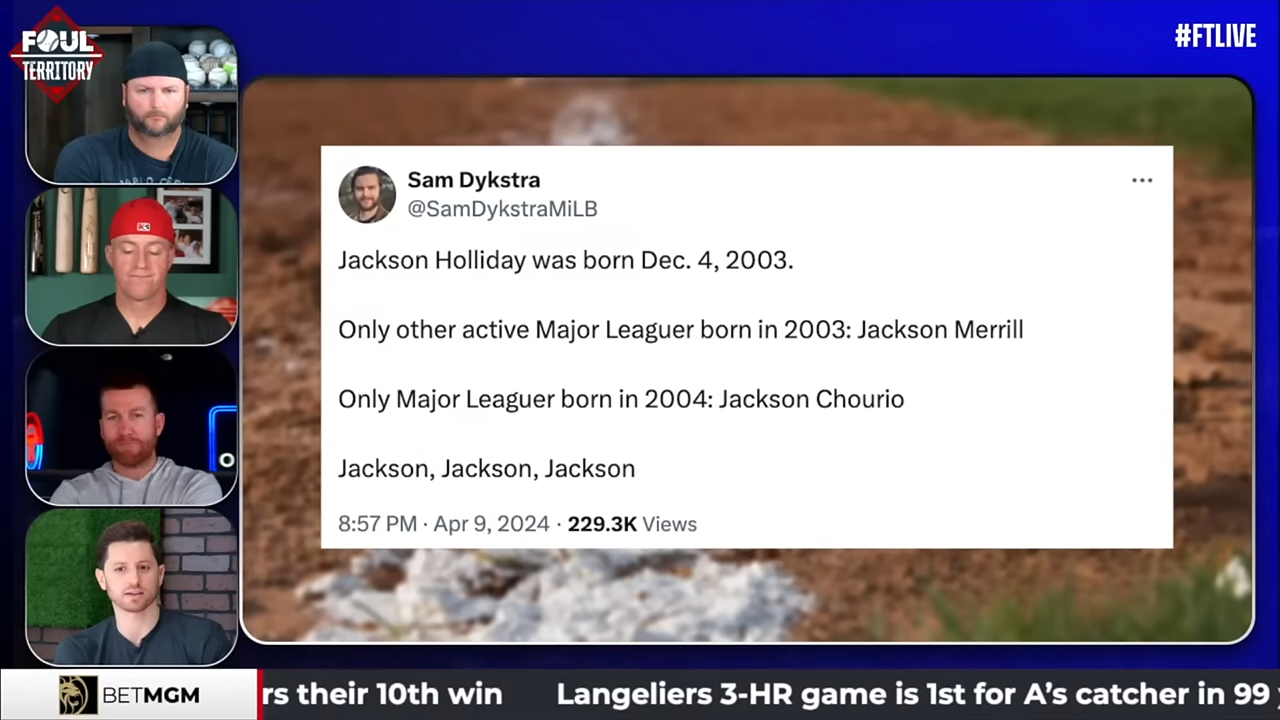 FOUL
TERRITORY
#FTLIVE
Sam Dykstra
@SamDykstraMiLB
Jackson Holliday was born Dec. 4, 2003.
Only other active Major Leaguer born in 2003: Jackson Merrill
Only Major Leaguer born in 2004: Jackson Chourio
Jackson, Jackson, Jackson
8:57 PM · Apr 9, 2024 · 229.3K Views
BETMGM
rs their 10th win Langeliers 3-HR game is 1st for A's catcher in 99